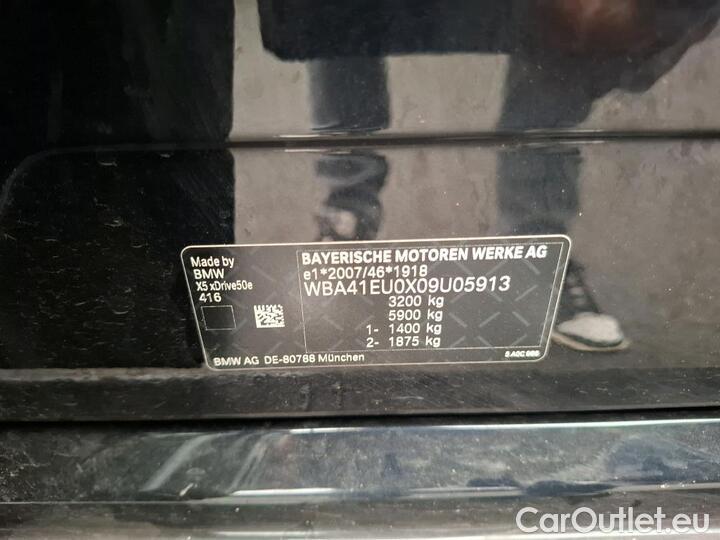 Made by
BMW
X5 xDrive50e
416
BAYERISCHE MOTOREN WERKE AG
e1*2007/46*1918
WBA41EU0X09U05913
3200 kg
5900 kg
1- 1400 kg
2- 1875 kg
BMW AG DE-80788 München
CarOutlet.eu